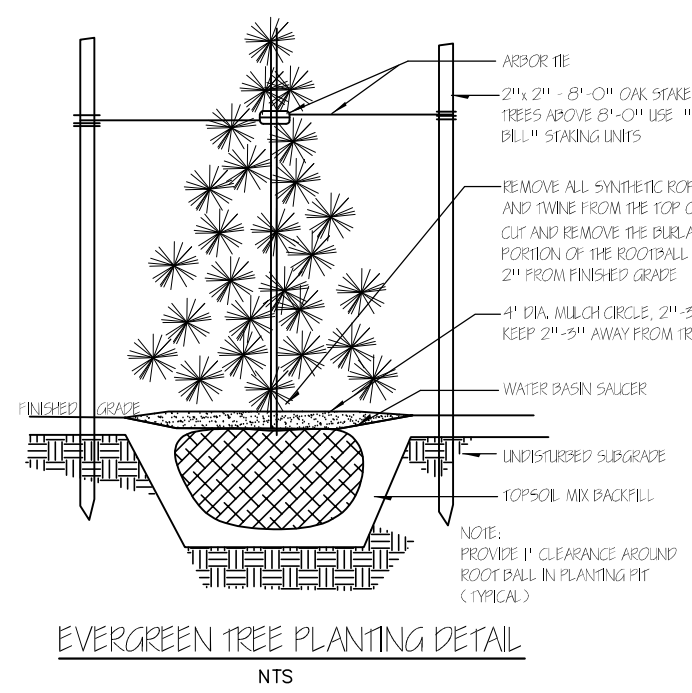 ARBOR TIE
2"x 2" - 8'-0" OAK STAKE
TREES ABOVE 8'-0" USE "
BILL" STAKING UNITS
REMOVE ALL SYNTHETIC
AND TWINE FROM THE TOP
CUT AND REMOVE THE
PORTION OF THE ROOTBALL
2" FROM FINISHED GRADE
4' DIA. MULCH CIRCLE, 2"-3
KEEP 2"-3" AWAY FROM
WATER BASIN SAUCER
FINISHED GRADE
UNDISTURBED SUBGRADE
TOPSOIL MIX BACKFILL
NOTE:
PROVIDE 1' CLEARANCE AROUND
ROOT BALL IN PLANTING PIT
(TYPICAL)
EVERGREEN TREE PLANTING DETAIL
NTS